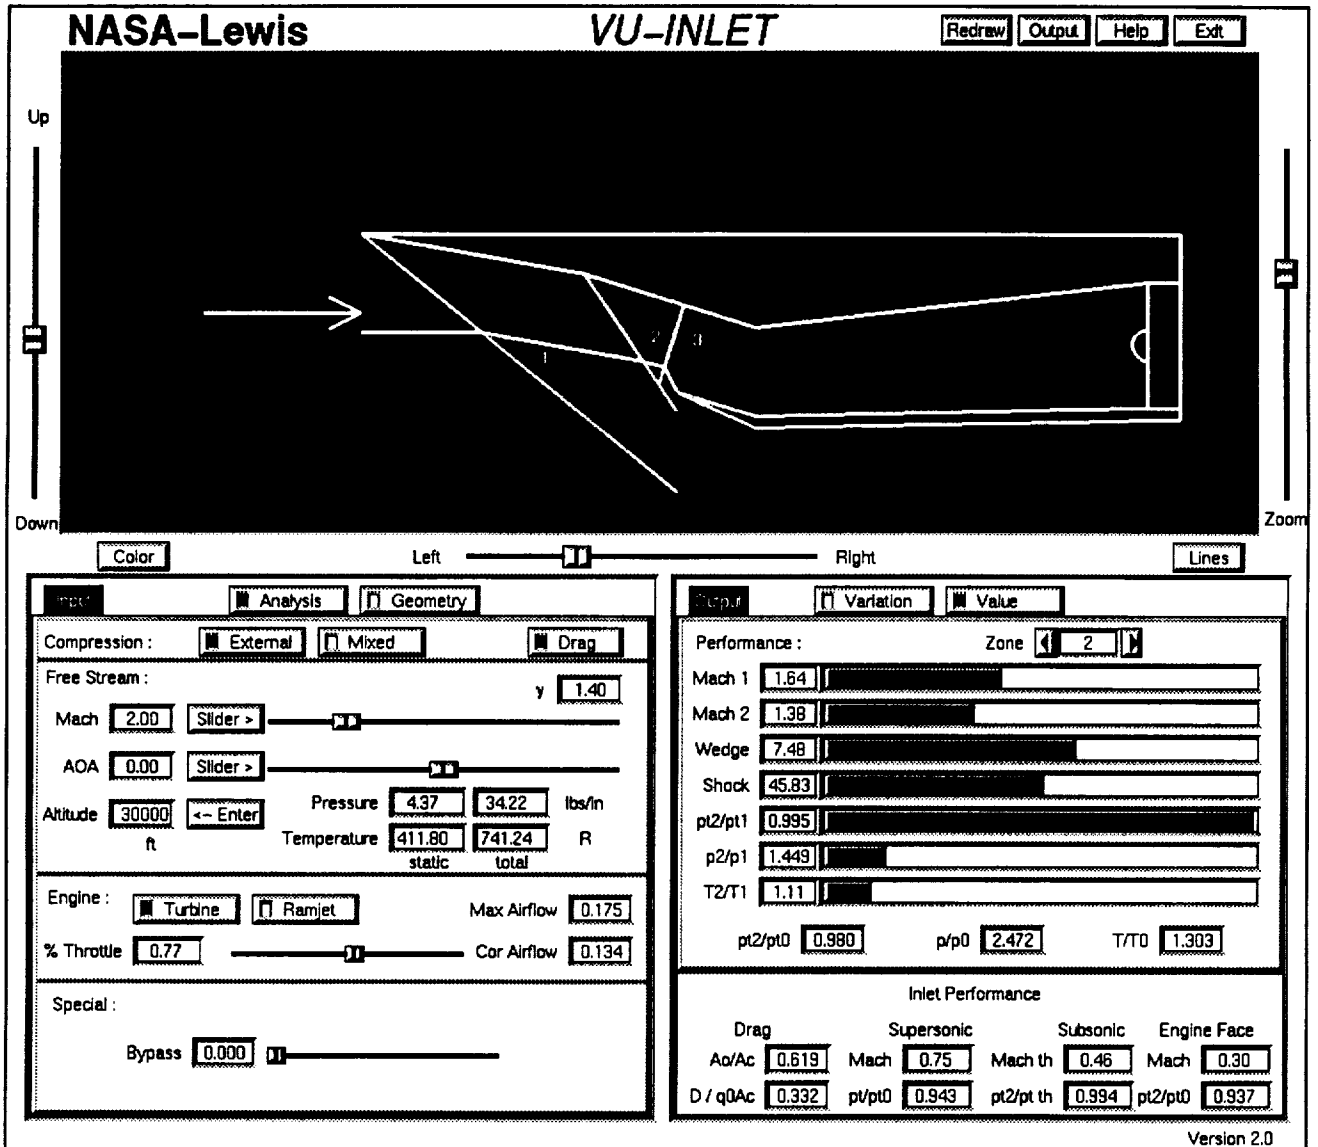 NASA–Lewis VU–INLET Redraw Output Help Exit
Up
2 3
1
Down Zoom
Color Left Right Lines
Input Analysis Geometry
Compression : External Mixed Drag
Free Stream : γ 1.40
Mach 2.00 Slider >
AOA 0.00 Slider >
Altitude 30000 <-- Enter Pressure 4.37 34.22 lbs/in
ft Temperature 411.80 741.24 R
static total
Engine : Turbine Ramjet Max Airflow 0.175
% Throttle 0.77 Cor Airflow 0.134
Special :
Bypass 0.000
Output Variation Value
Performance : Zone 2
Mach 1 1.64
Mach 2 1.38
Wedge 7.48
Shock 45.83
pt2/pt1 0.995
p2/p1 1.449
T2/T1 1.11
pt2/pt0 0.980 p/p0 2.472 T/T0 1.303
Inlet Performance
Drag Supersonic Subsonic Engine Face
Ao/Ac 0.619 Mach 0.75 Mach th 0.46 Mach 0.30
D / q0Ac 0.332 pt/pt0 0.943 pt2/pt th 0.994 pt2/pt0 0.937
Version 2.0